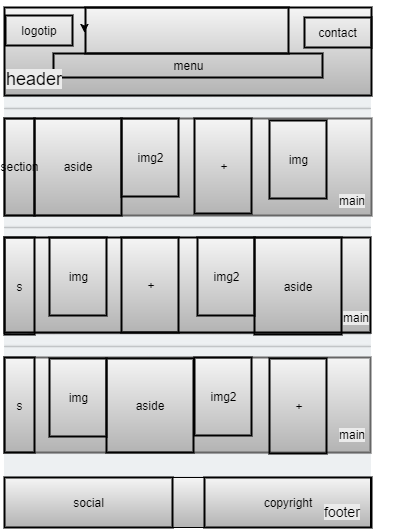 logotip
contact
menu
header
section
aside
img2
+
img
main
s
img
+
img2
aside
main
s
img
aside
img2
+
main
social
copyright
footer